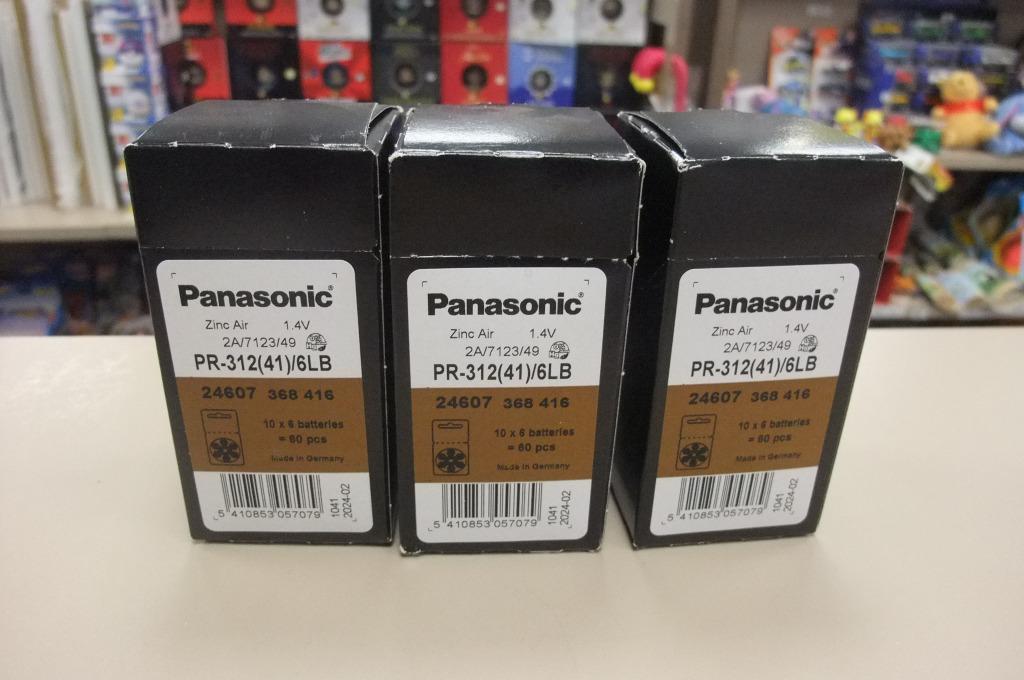 Panasonic®
Zinc Air 1.4V
2A/7123/49
PR-312(41)/6LB
24607 368 416
10 x 6 batteries
= 60 pcs
Made in Germany
5 410853 057079
1041
2024-02
Panasonic®
Zinc Air 1.4V
2A/7123/49
PR-312(41)/6LB
24607 368 416
10 x 6 batteries
= 60 pcs
Made in Germany
5 410853 057079
1041
2024-02
Panasonic®
Zinc Air 1.4V
2A/7123/49
PR-312(41)/6LB
24607 368 416
10 x 6 batteries
= 60 pcs
Made in Germany
5 410853 057079
1041
2024-02